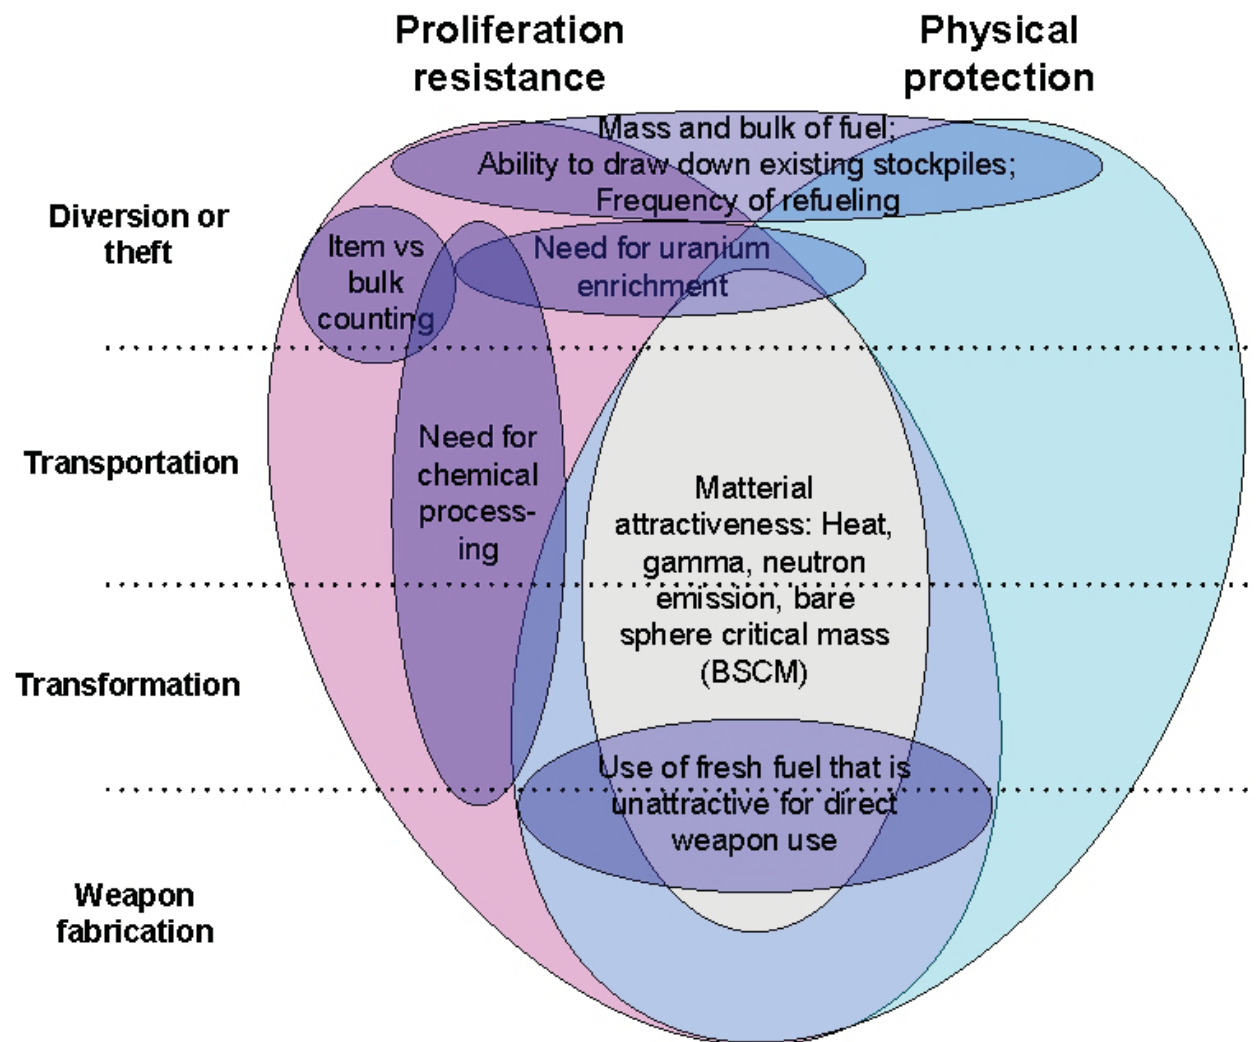 Proliferation
resistance
Physical
protection
Mass and bulk of fuel;
Ability to draw down existing stockpiles;
Frequency of refueling
Diversion or
theft
Item vs
bulk
counting
Need for uranium
enrichment
Transportation
Need for
chemical
process-
ing
Matterial
attractiveness: Heat,
gamma, neutron
emission, bare
sphere critical mass
(BSCM)
Transformation
Use of fresh fuel that is
unattractive for direct
weapon use
Weapon
fabrication